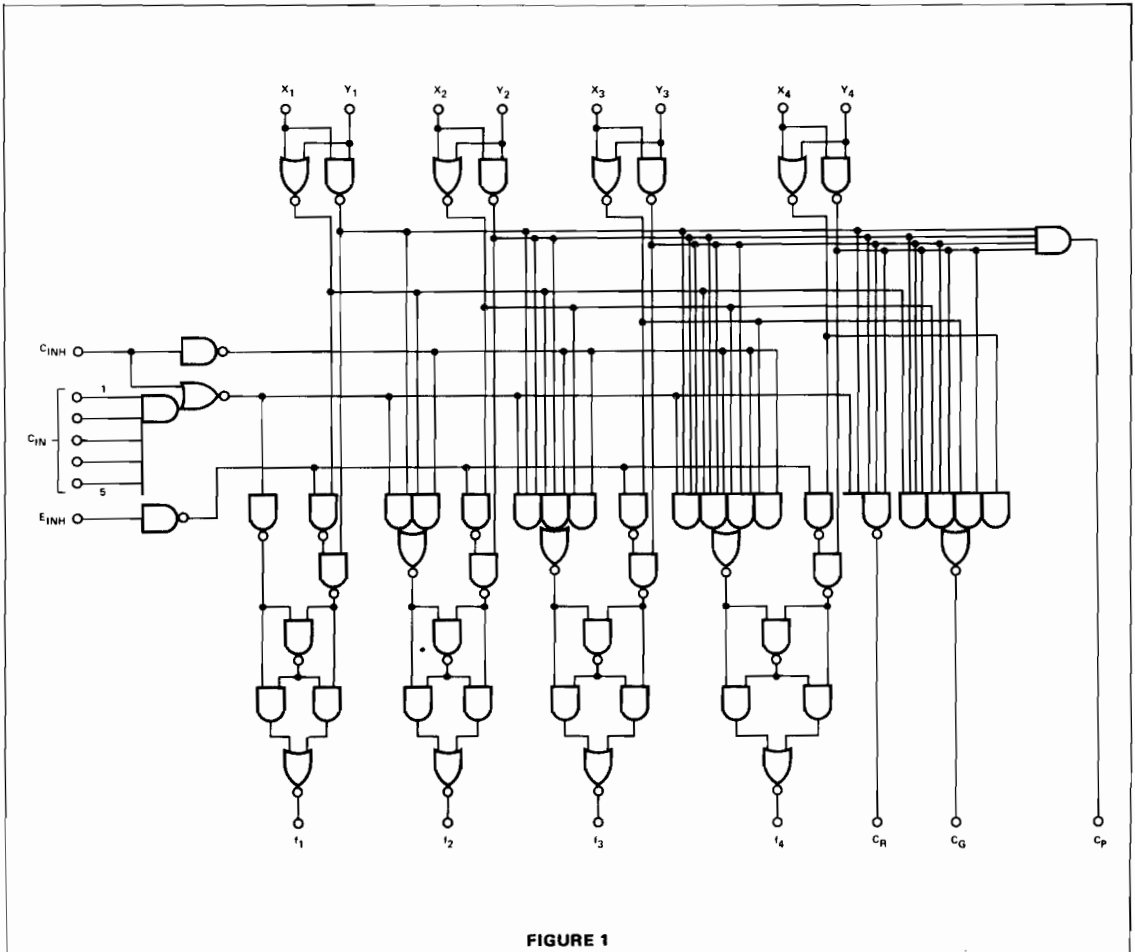 X1 Y1 X2 Y2 X3 Y3 X4 Y4
CINH
1
CIN
5
EINH
f1 f2 f3 f4 CR CG CP
FIGURE 1